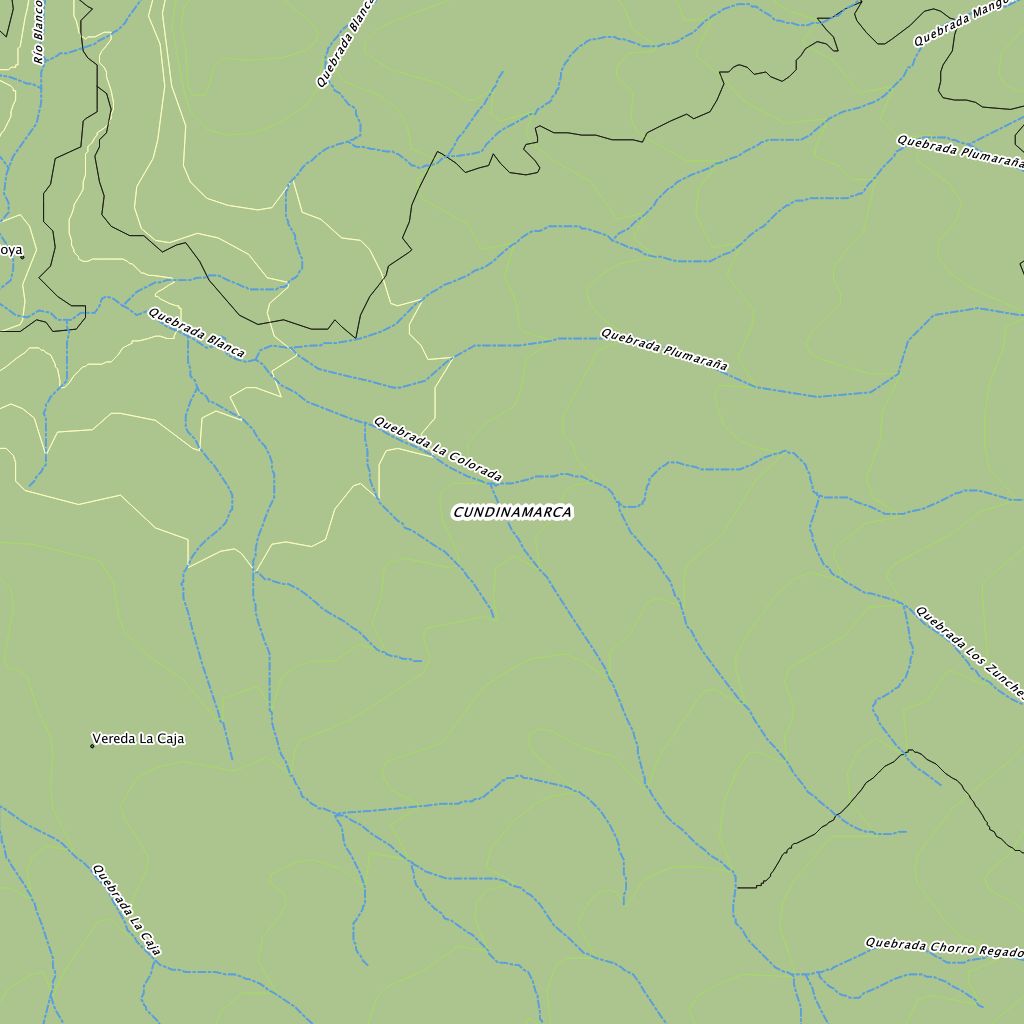 Río Blanco
Quebrada Blanca
Quebrada Mango
Quebrada Plumaraña
oya
Quebrada Blanca
Quebrada Plumaraña
Quebrada La Colorada
CUNDINAMARCA
Quebrada Los Zunches
Vereda La Caja
Quebrada La Caja
Quebrada Chorro Regado